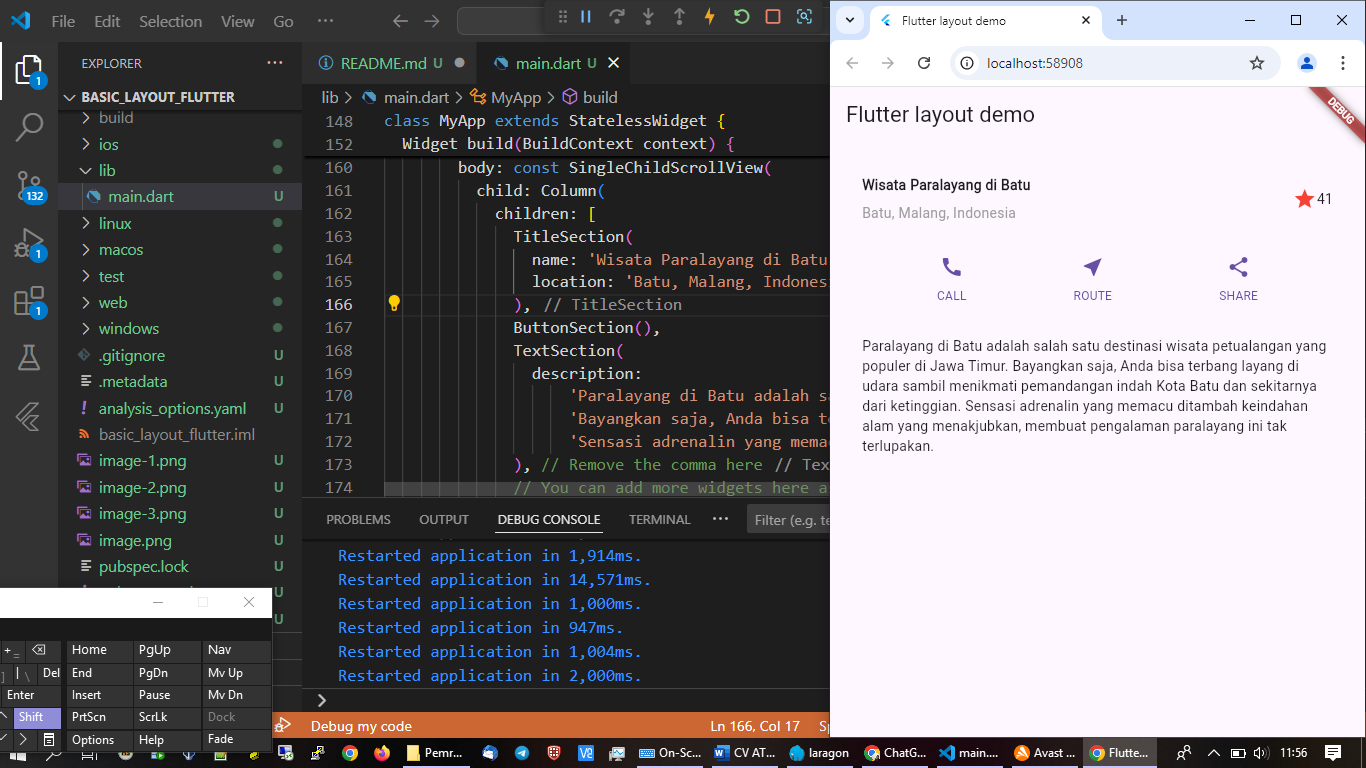 File Edit Selection View Go ···
EXPLORER ···
BASIC_LAYOUT_FLUTTER
build
ios
lib
main.dart U
linux
macos
test
web
windows
.gitignore U
.metadata U
analysis_options.yaml U
basic_layout_flutter.iml
image-1.png U
image-2.png U
image-3.png U
image.png U
pubspec.lock U
U
U
1
132
1
1
README.md U
main.dart U
lib > main.dart > MyApp > build
148 class MyApp extends StatelessWidget {
152 Widget build(BuildContext context) {
160 body: const SingleChildScrollView(
161 child: Column(
162 children: [
163 TitleSection(
164 name: 'Wisata Paralayang di Batu
165 location: 'Batu, Malang, Indones
166 ), // TitleSection
167 ButtonSection(),
168 TextSection(
169 description:
170 'Paralayang di Batu adalah sa
171 'Bayangkan saja, Anda bisa te
172 'Sensasi adrenalin yang mema
173 ), // Remove the comma here // Tex
174 // You can add more widgets here a
PROBLEMS OUTPUT DEBUG CONSOLE TERMINAL ··· Filter (e.g. te
Restarted application in 1,914ms.
Restarted application in 14,571ms.
Restarted application in 1,000ms.
Restarted application in 947ms.
Restarted application in 1,004ms.
Restarted application in 2,000ms.
Debug my code Ln 166, Col 17 Sp
Flutter layout demo
localhost:58908
DEBUG
Flutter layout demo
Wisata Paralayang di Batu
Batu, Malang, Indonesia
41
CALL ROUTE SHARE
Paralayang di Batu adalah salah satu destinasi wisata petualangan yang
populer di Jawa Timur. Bayangkan saja, Anda bisa terbang layang di
udara sambil menikmati pemandangan indah Kota Batu dan sekitarnya
dari ketinggian. Sensasi adrenalin yang memacu ditambah keindahan
alam yang menakjubkan, membuat pengalaman paralayang ini tak
terlupakan.
+ = Home PgUp Nav
] | \ Del End PgDn Mv Up
Enter Insert Pause Mv Dn
Shift PrtScn ScrLk Dock
Options Help Fade
Pemr... On-Sc... CV AT... laragon ChatG... main.... Avast ... Flutte... 11:56